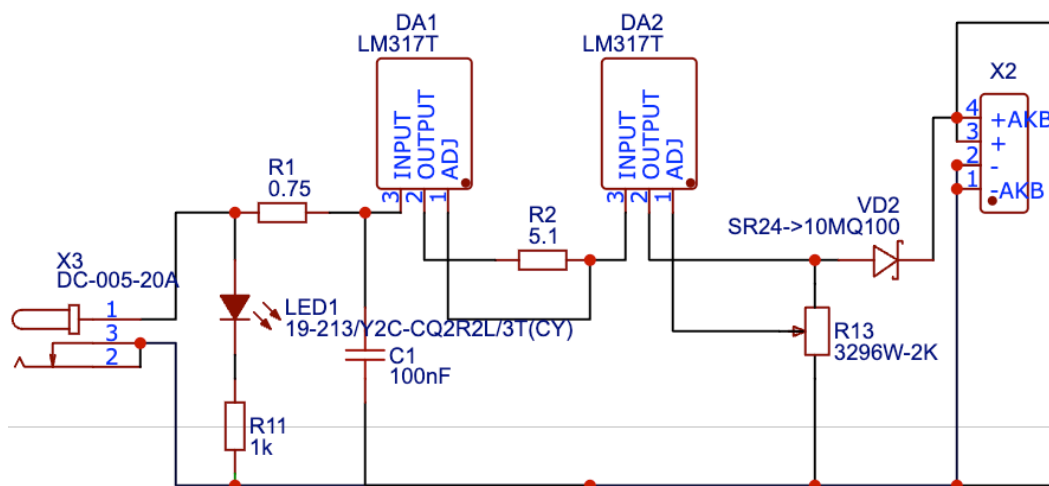 DA1
LM317T
INPUT
OUTPUT
ADJ
3
2
1
DA2
LM317T
INPUT
OUTPUT
ADJ
3
2
1
X2
4
+AKB
3
+
2
-
1
-AKB
R1
0.75
R2
5.1
VD2
SR24->10MQ100
X3
DC-005-20A
1
3
2
LED1
19-213/Y2C-CQ2R2L/3T(CY)
C1
100nF
R13
3296W-2K
R11
1k